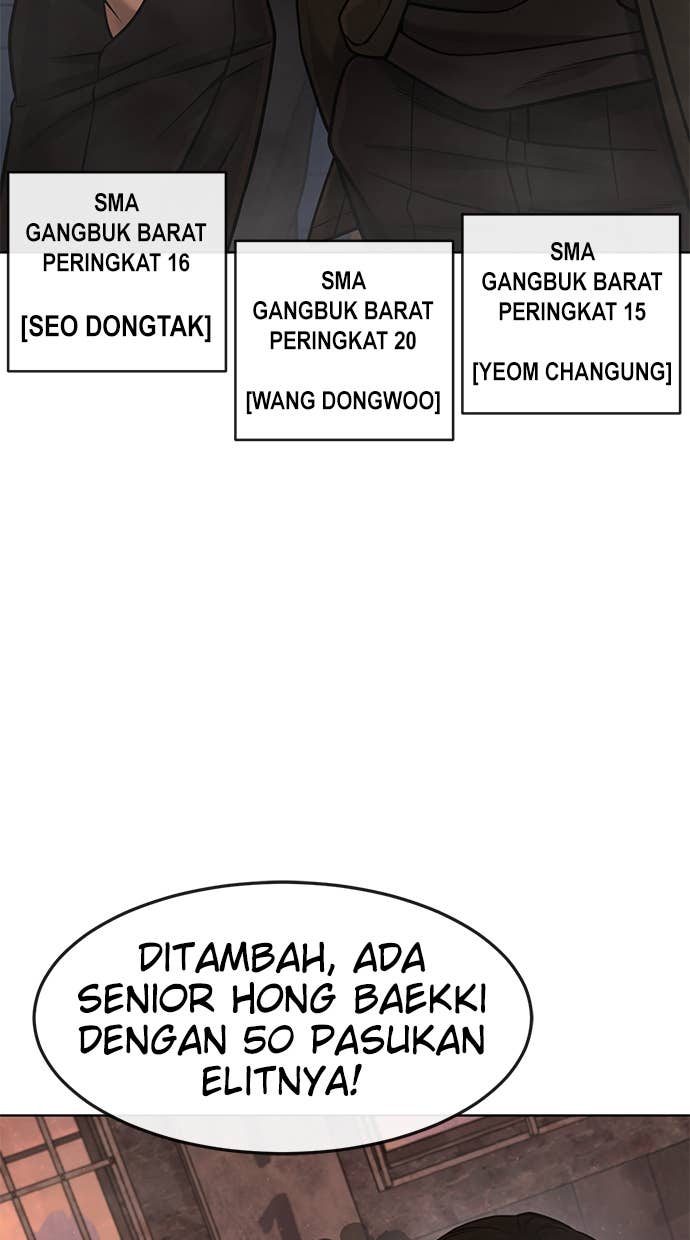 SMA
GANGBUK BARAT
PERINGKAT 16
[SEO DONGTAK]
SMA
GANGBUK BARAT
PERINGKAT 20
[WANG DONGWOO]
SMA
GANGBUK BARAT
PERINGKAT 15
[YEOM CHANGUNG]
DITAMBAH, ADA
SENIOR HONG BAEKKI
DENGAN 50 PASUKAN
ELITNYA!